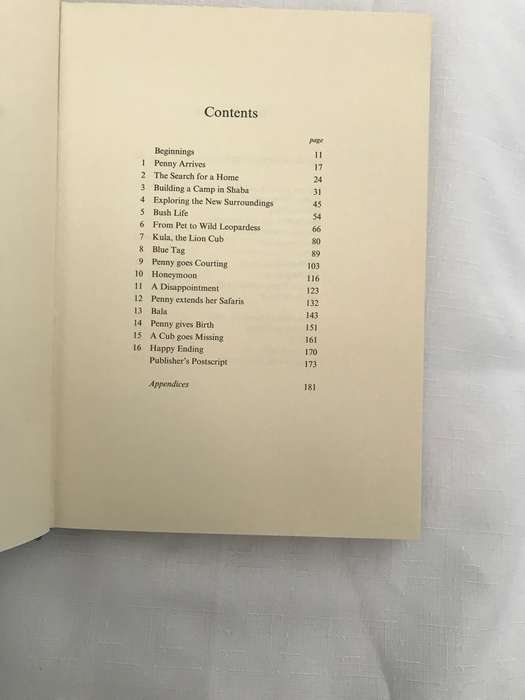 Contents
page
Beginnings 11
1 Penny Arrives 17
2 The Search for a Home 24
3 Building a Camp in Shaba 31
4 Exploring the New Surroundings 45
5 Bush Life 54
6 From Pet to Wild Leopardess 66
7 Kula, the Lion Cub 80
8 Blue Tag 89
9 Penny goes Courting 103
10 Honeymoon 116
11 A Disappointment 123
12 Penny extends her Safaris 132
13 Bala 143
14 Penny gives Birth 151
15 A Cub goes Missing 161
16 Happy Ending 170
Publisher's Postscript 173
Appendices 181